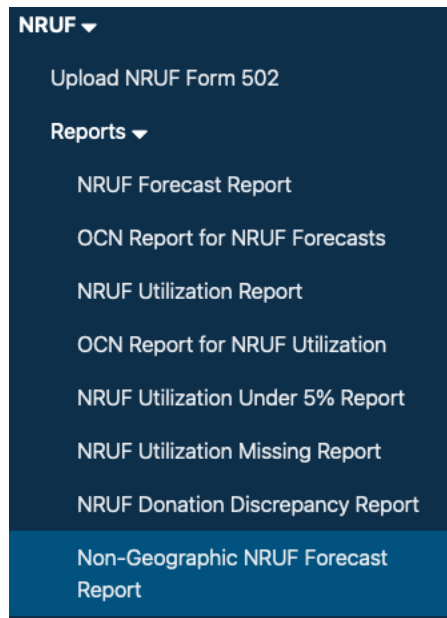 NRUF
Upload NRUF Form 502
Reports
NRUF Forecast Report
OCN Report for NRUF Forecasts
NRUF Utilization Report
OCN Report for NRUF Utilization
NRUF Utilization Under 5% Report
NRUF Utilization Missing Report
NRUF Donation Discrepancy Report
Non-Geographic NRUF Forecast
Report